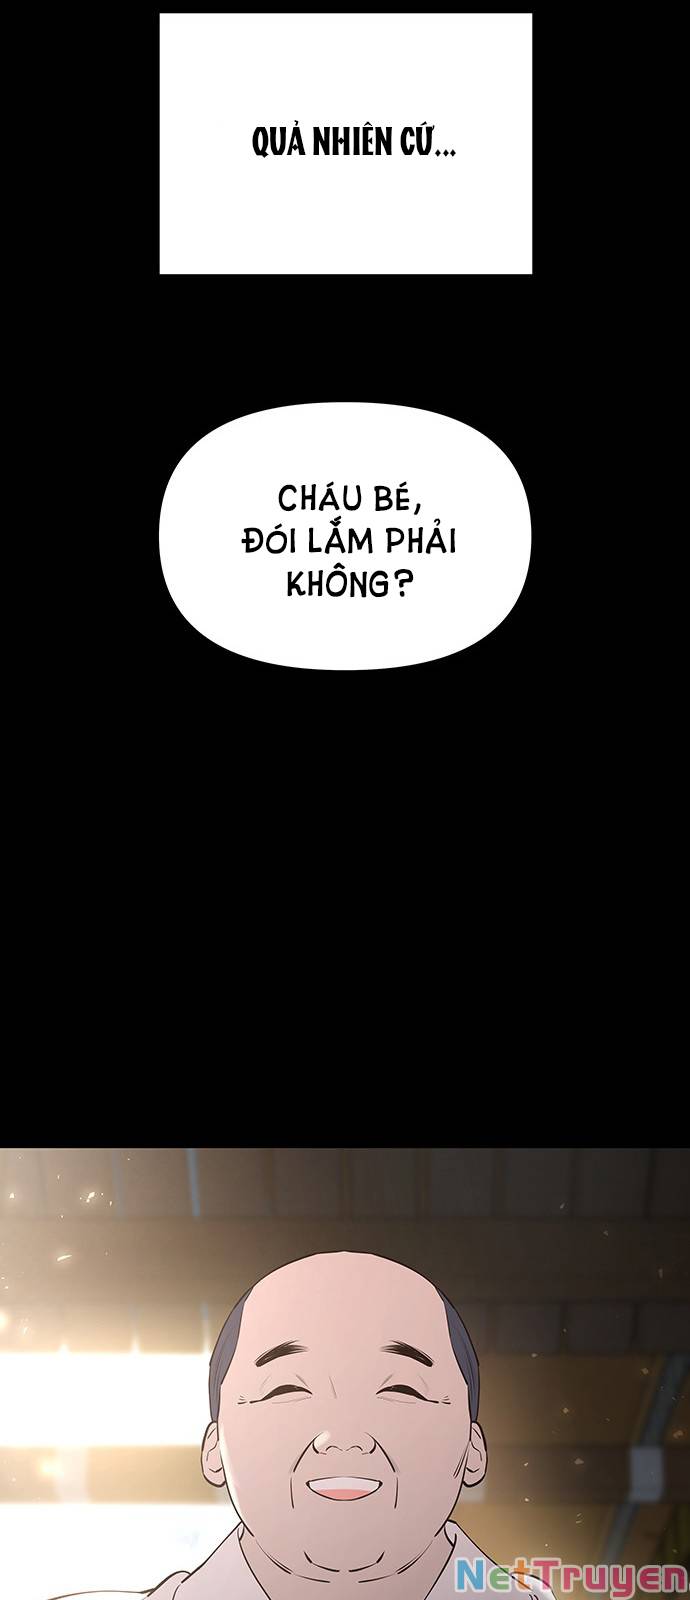 QUẢ NHIÊN CỨ...
CHÁU BÉ,
ĐÓI LẮM PHẢI
KHÔNG?
NetTruyen